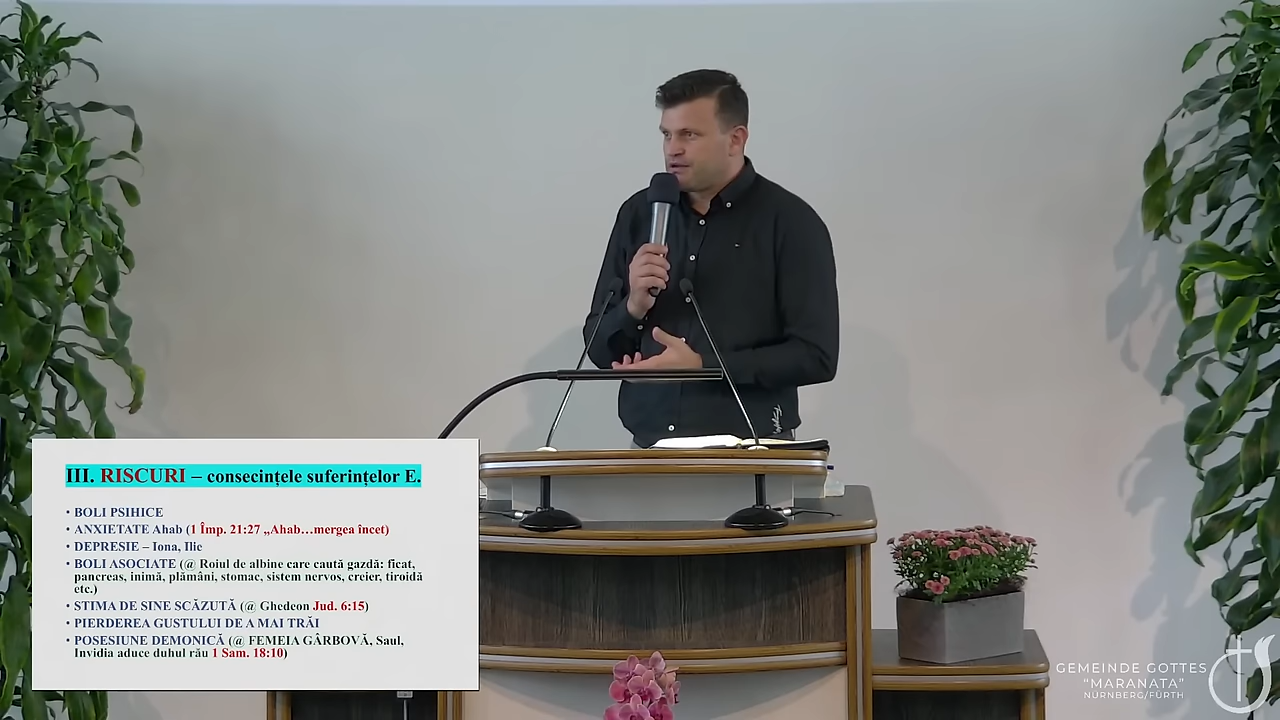 III. RISCURI – consecințele suferințelor E.
• BOLI PSIHICE
• ANXIETATE Ahab (1 Împ. 21:27 „Ahab…mergea încet)
• DEPRESIE – Iona, Ilie
• BOLI ASOCIATE (@ Roiul de albine care caută gazdă: ficat,
pancreas, inimă, plămâni, stomac, sistem nervos, creier, tiroidă
etc.)
• STIMA DE SINE SCĂZUTĂ (@ Ghedeon Jud. 6:15)
• PIERDEREA GUSTULUI DE A MAI TRĂI
• POSESIUNE DEMONICĂ (@ FEMEIA GÂRBOVĂ, Saul,
Invidia aduce duhul rău 1 Sam. 18:10)
GEMEINDE GOTTES
"MARANATA"
NÜRNBERG/FÜRTH